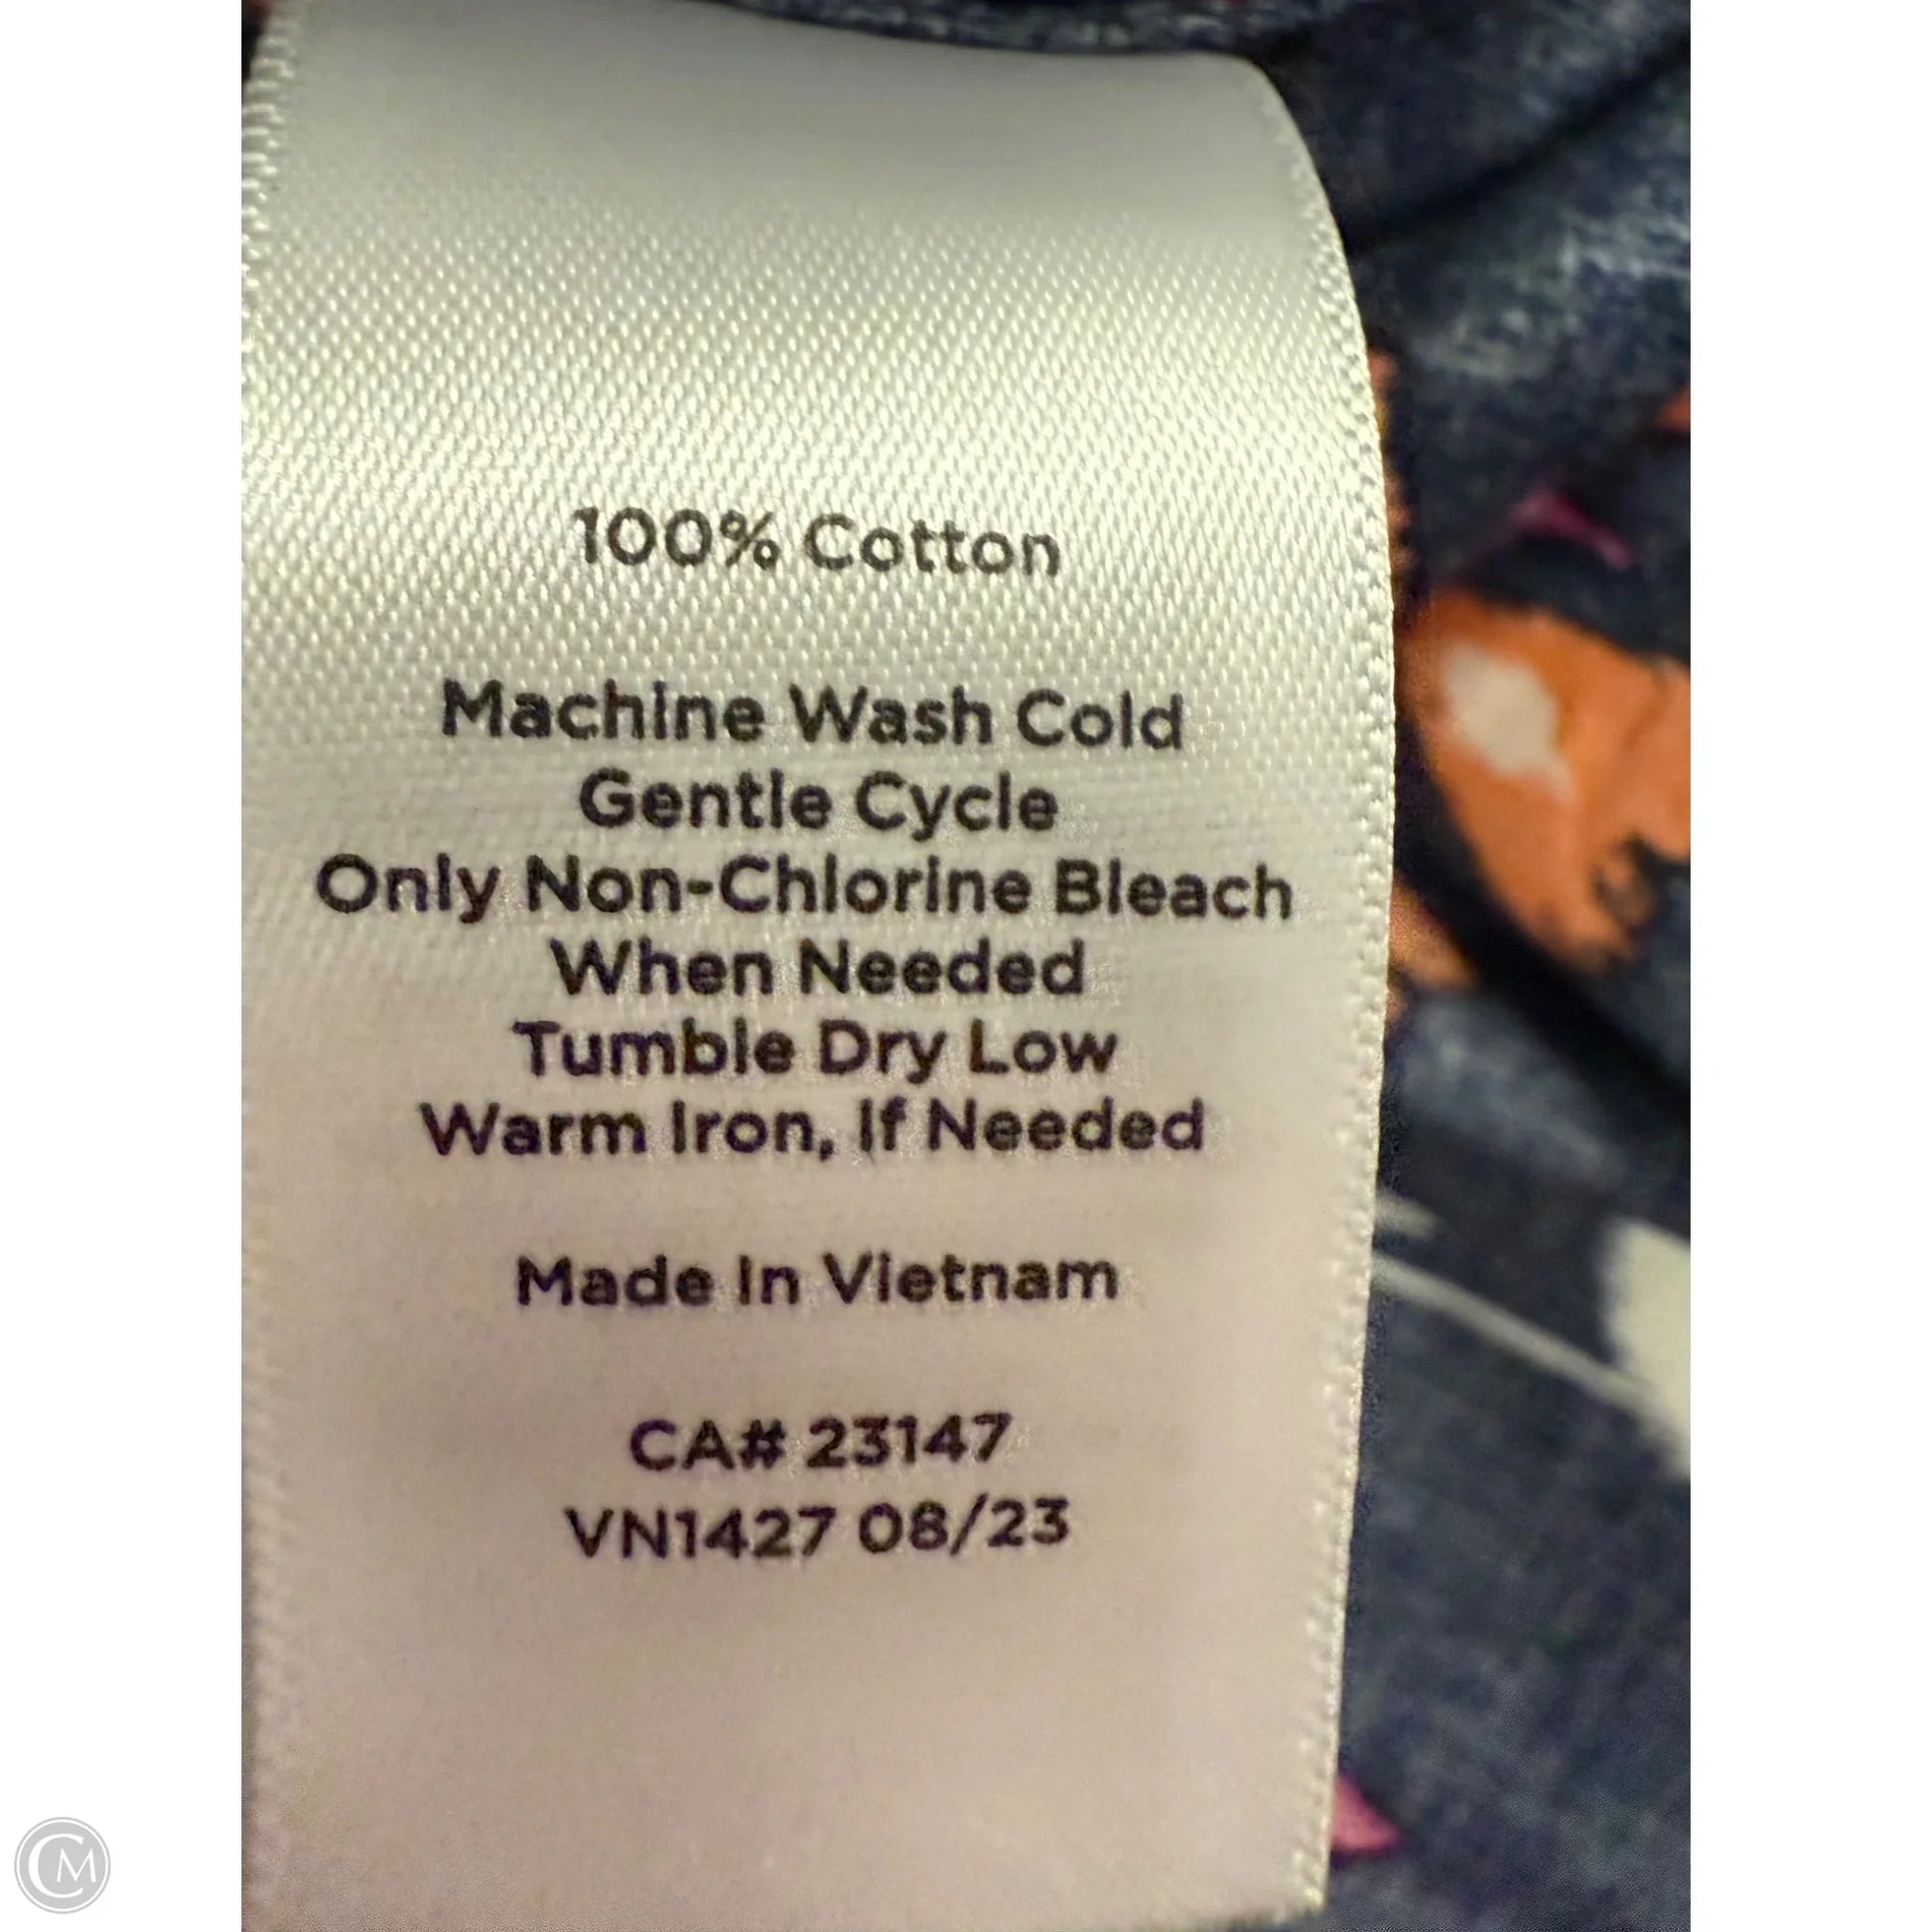 100% Cotton
Machine Wash Cold
Gentle Cycle
Only Non-Chlorine Bleach
When Needed
Tumble Dry Low
Warm Iron, If Needed
Made In Vietnam
CA# 23147
VN1427 08/23
CM